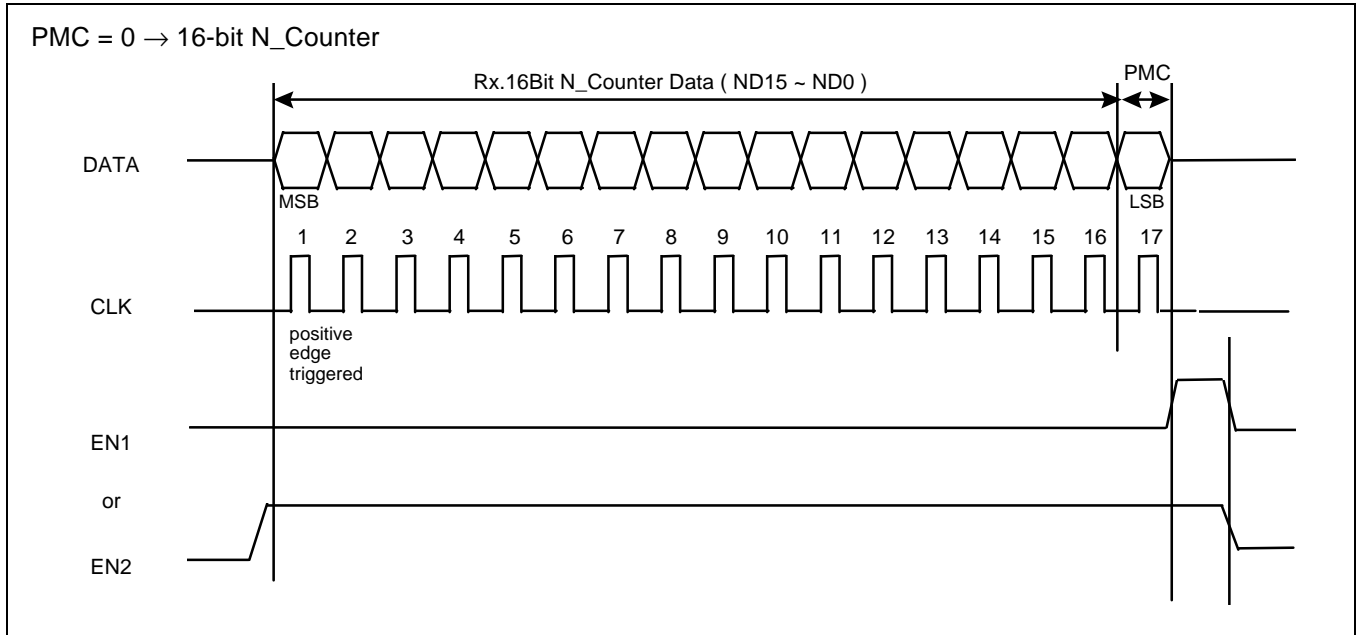 PMC = 0 → 16-bit N_Counter
Rx.16Bit N_Counter Data ( ND15 ~ ND0 )
PMC
DATA
MSB
LSB
1 2 3 4 5 6 7 8 9 10 11 12 13 14 15 16 17
CLK
positive
edge
triggered
EN1
or
EN2